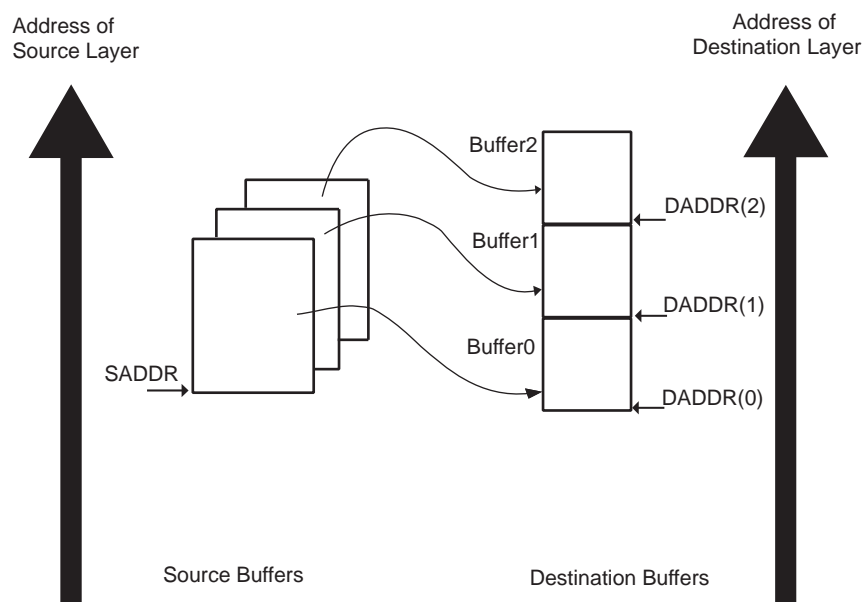 Address of
Source Layer
Address of
Destination Layer
Buffer2
DADDR(2)
Buffer1
DADDR(1)
Buffer0
SADDR
DADDR(0)
Source Buffers
Destination Buffers